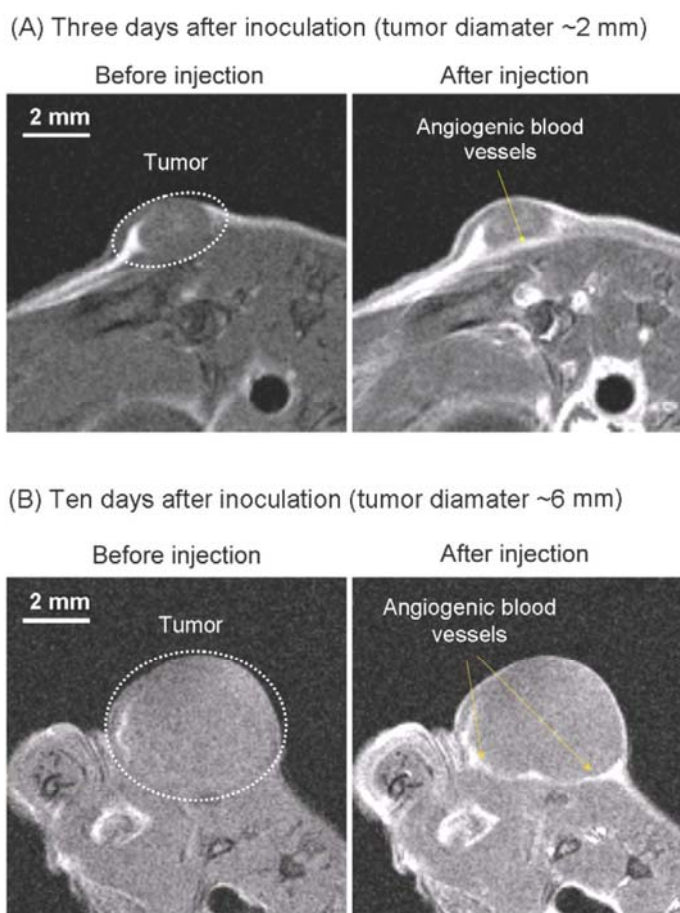 (A) Three days after inoculation (tumor diamater ~2 mm)
Before injection
After injection
2 mm
Tumor
Angiogenic blood
vessels
(B) Ten days after inoculation (tumor diamater ~6 mm)
Before injection
After injection
2 mm
Tumor
Angiogenic blood
vessels